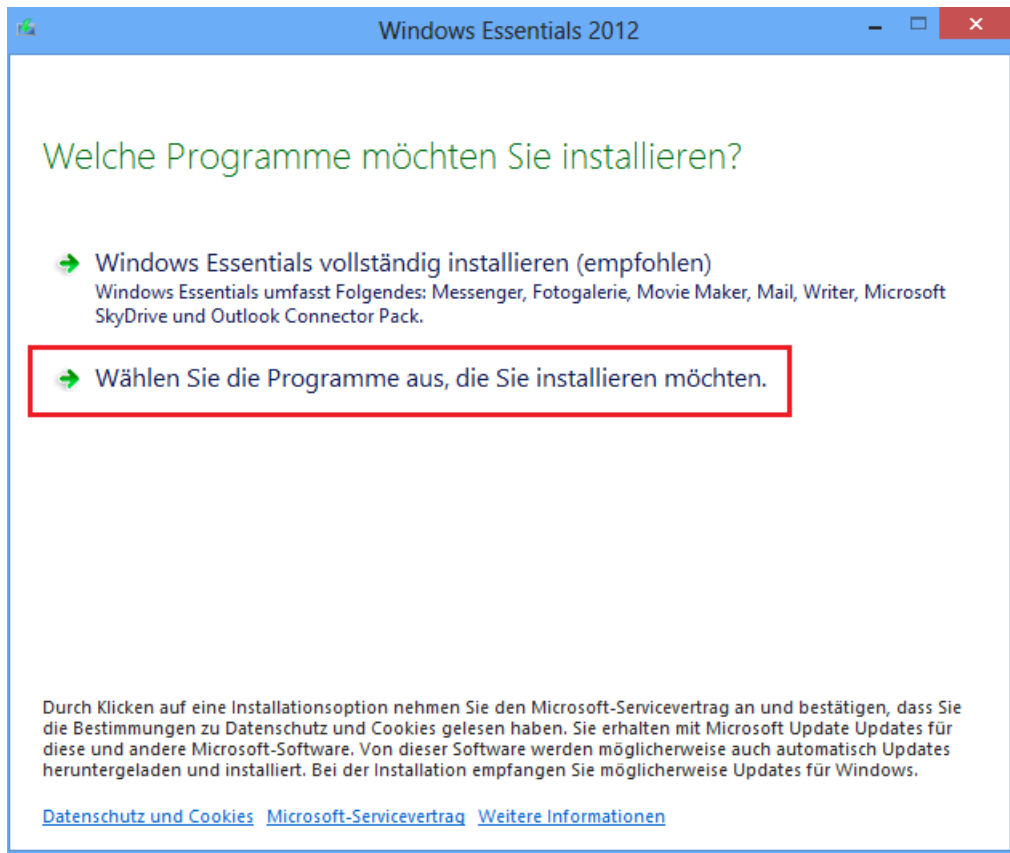 Windows Essentials 2012
Welche Programme möchten Sie installieren?
Windows Essentials vollständig installieren (empfohlen)
Windows Essentials umfasst Folgendes: Messenger, Fotogalerie, Movie Maker, Mail, Writer, Microsoft
SkyDrive und Outlook Connector Pack.
Wählen Sie die Programme aus, die Sie installieren möchten.
Durch Klicken auf eine Installationsoption nehmen Sie den Microsoft-Servicevertrag an und bestätigen, dass Sie
die Bestimmungen zu Datenschutz und Cookies gelesen haben. Sie erhalten mit Microsoft Update Updates für
diese und andere Microsoft-Software. Von dieser Software werden möglicherweise auch automatisch Updates
heruntergeladen und installiert. Bei der Installation empfangen Sie möglicherweise Updates für Windows.
Datenschutz und Cookies Microsoft-Servicevertrag Weitere Informationen